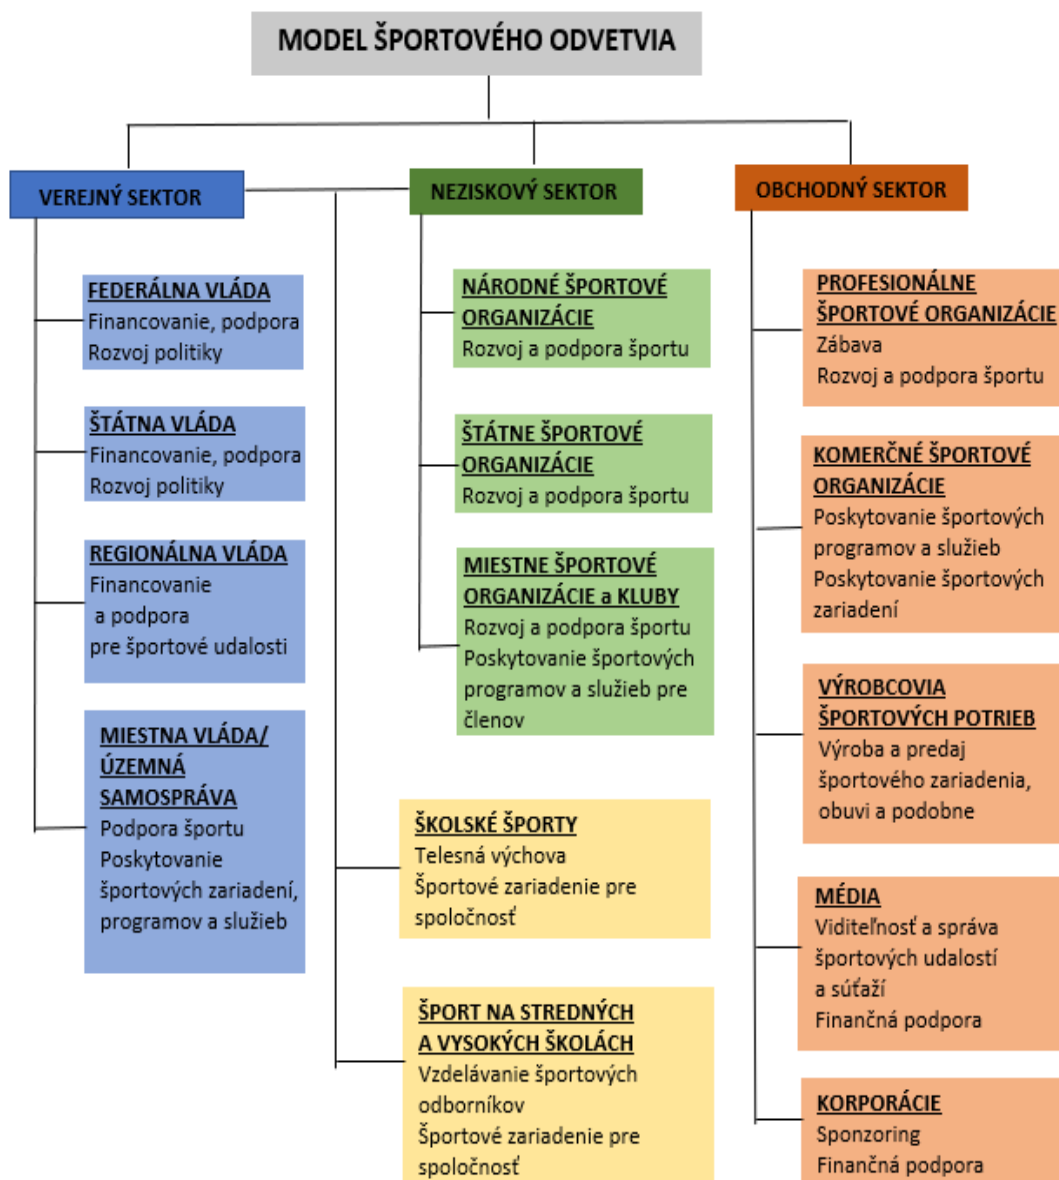 MODEL ŠPORTOVÉHO ODVETVIA
VEREJNÝ SEKTOR
NEZISKOVÝ SEKTOR
OBCHODNÝ SEKTOR
FEDERÁLNA VLÁDA
Financovanie, podpora
Rozvoj politiky
ŠTÁTNA VLÁDA
Financovanie, podpora
Rozvoj politiky
REGIONÁLNA VLÁDA
Financovanie
a podpora
pre športové udalosti
MIESTNA VLÁDA/
ÚZEMNÁ
SAMOSPRÁVA
Podpora športu
Poskytovanie
športových zariadení,
programov a služieb
NÁRODNÉ ŠPORTOVÉ
ORGANIZÁCIE
Rozvoj a podpora športu
ŠTÁTNE ŠPORTOVÉ
ORGANIZÁCIE
Rozvoj a podpora športu
MIESTNE ŠPORTOVÉ
ORGANIZÁCIE a KLUBY
Rozvoj a podpora športu
Poskytovanie športových
programov a služieb pre
členov
ŠKOLSKÉ ŠPORTY
Telesná výchova
Športové zariadenie pre
spoločnosť
ŠPORT NA STREDNÝCH
A VYSOKÝCH ŠKOLÁCH
Vzdelávanie športových
odborníkov
Športové zariadenie pre
spoločnosť
PROFESIONÁLNE
ŠPORTOVÉ ORGANIZÁCIE
Zábava
Rozvoj a podpora športu
KOMERČNÉ ŠPORTOVÉ
ORGANIZÁCIE
Poskytovanie športových
programov a služieb
Poskytovanie športových
zariadení
VÝROBCOVIA
ŠPORTOVÝCH POTRIEB
Výroba a predaj
športového zariadenia,
obuvi a podobne
MÉDIA
Viditeľnosť a správa
športových udalostí
a súťaží
Finančná podpora
KORPORÁCIE
Sponzoring
Finančná podpora